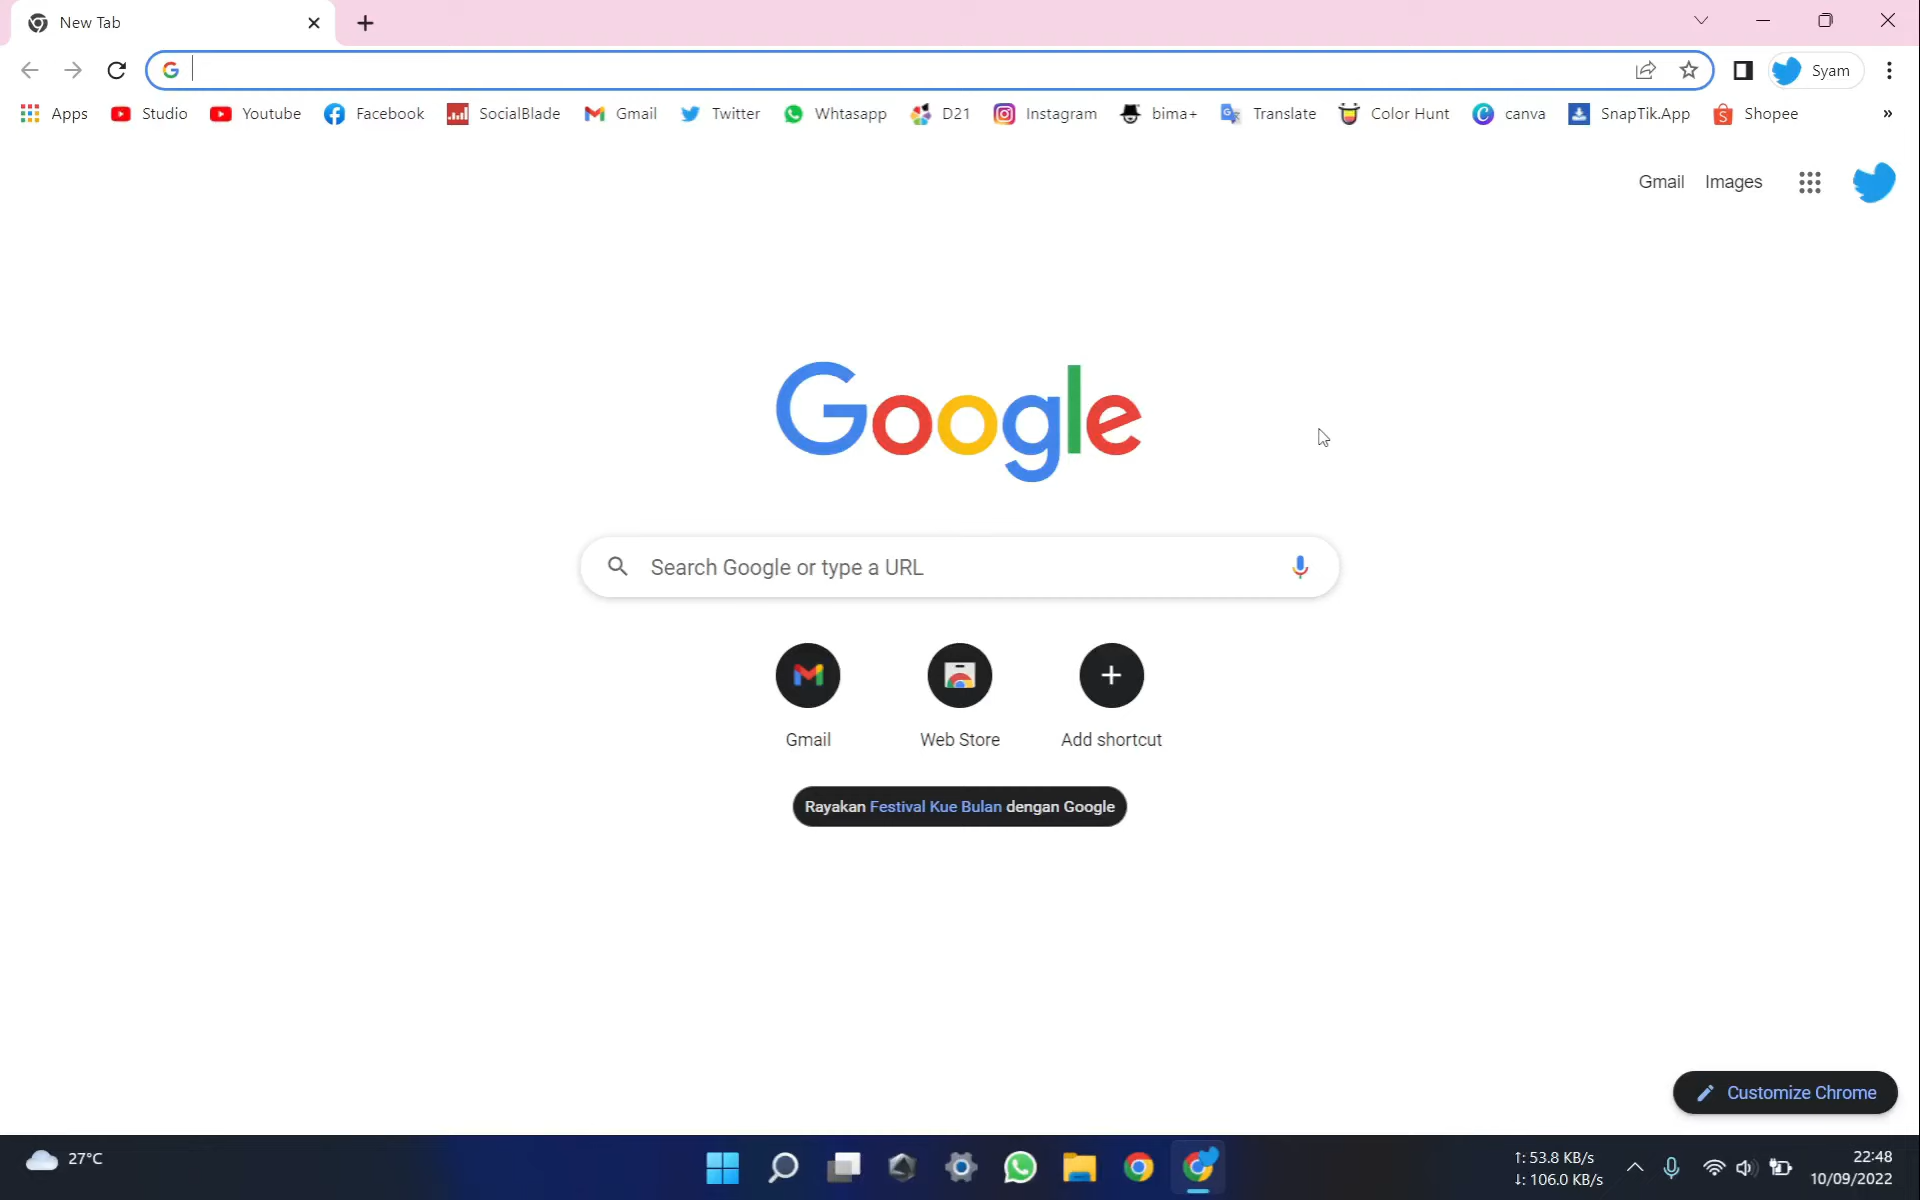 New Tab
Syam
Apps Studio Youtube Facebook SocialBlade Gmail Twitter Whtasapp D21 Instagram bima+ Translate Color Hunt canva SnapTik.App Shopee »
Gmail Images
Google
Search Google or type a URL
Gmail Web Store Add shortcut
Rayakan Festival Kue Bulan dengan Google
Customize Chrome
27°C
↑: 53.8 KB/s
↓: 106.0 KB/s
22:48
10/09/2022